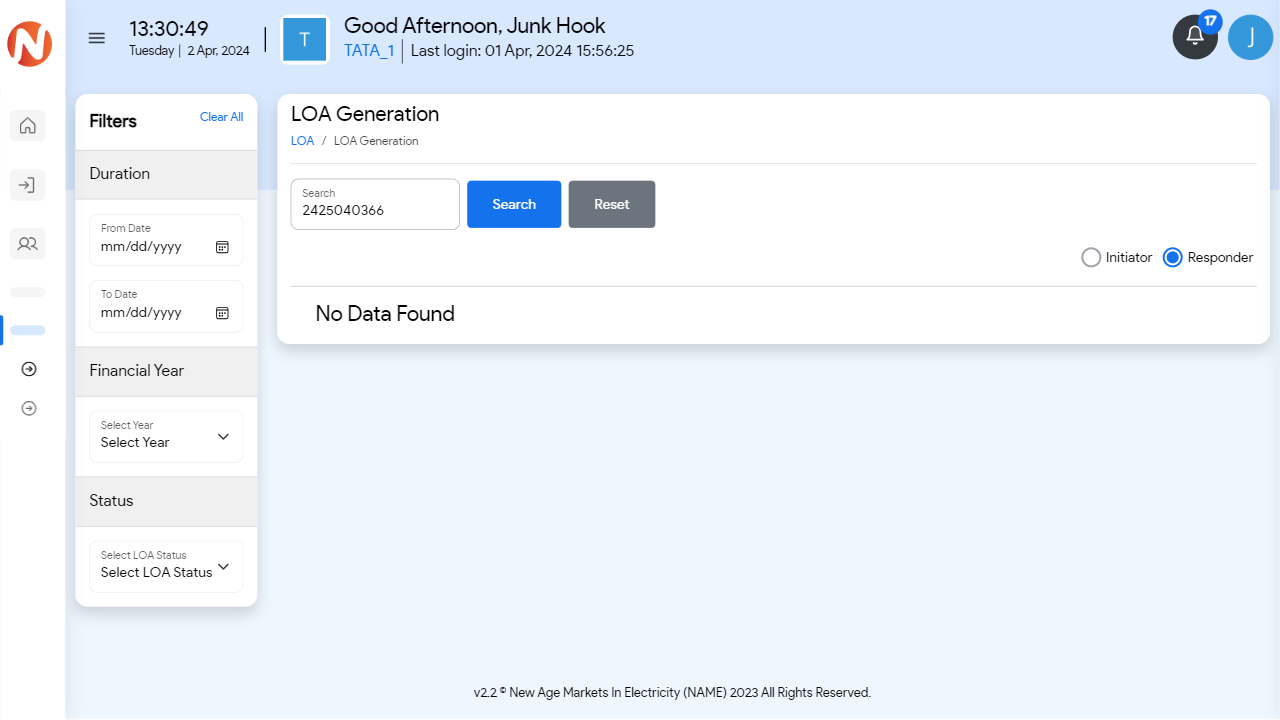 13:30:49
Tuesday | 2 Apr, 2024
T
Good Afternoon, Junk Hook
TATA_1 | Last login: 01 Apr, 2024 15:56:25
17
J
Filters
Clear All
Duration
From Date
mm/dd/yyyy
To Date
mm/dd/yyyy
Financial Year
Select Year
Select Year
Status
Select LOA Status
Select LOA Status
LOA Generation
LOA / LOA Generation
Search
2425040366
Search
Reset
Initiator
Responder
No Data Found
v2.2 © New Age Markets In Electricity (NAME) 2023 All Rights Reserved.